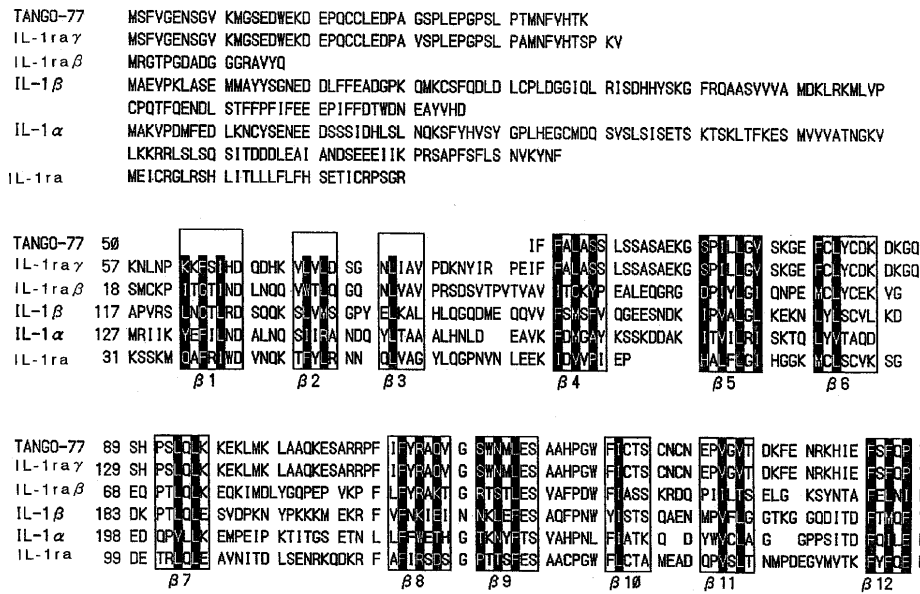 TANGO-77 MSFVGENSGV KMGSEDWEKD EPQCCLEDPA GSPLEPGPSL PTMNFVHTK
IL-1raγ MSFVGENSGV KMGSEDWEKD EPQCCLEDPA VSPLEPGPSL PAMNFVHTSP KV
IL-1raβ MRGTPGDADG GGRAVYQ
IL-1β MAEVPKLASE MMAYYSGNED DLFFEADGPK QMKCSFQDLD LCPLDGGIQL RISDHHYSKG FRQAASVVVA MDKLRKMLVP
CPQTFQENDL STFFPFIFEE EPIFFDTWDN EAYVHD
IL-1α MAKVPDMFED LKNCYSENEE DSSSIDHLSL NQKSFYHVSY GPLHEGCMDQ SVSLSISETS KTSKLTFKES MVVVATNGKV
LKKRRLSLSQ SITDDDLEAI ANDSEEEIIK PRSAPFSFLS NVKYNF
IL-1ra MEICRGLRSH LITLLLFLFH SETICRPSGR
TANGO-77 50 IF FALASS LSSASAEKG SPILLGV SKGE FCLYCDK DKGQ
IL-1raγ 57 KNLNP KKFSIHD QDHK VLVLD SG NLIAV PDKNYIR PEIF FALASS LSSASAEKG SPILLGV SKGE FCLYCDK DKGQ
IL-1raβ 18 SMCKP ITGTINDL NQQ VWTLQ GQ NLVAV PRSDSVTPVTVAV ITCKYP EALEQGRG DPIYLGI QNPE MCLYCEK VG
IL-1β 117 APVRS LNCTLRD SQQK SLVMS GPY ELKAL HLQGQDMEQ QVV FSMSFV QGEESNDK IPVALGL KEKN LYLSCVL KD
IL-1α 127 MRIIK YEFILND ALNQ SIIRA NDQ YLTAA ALHNLD EAVK FDMGAY KSSKDDAK ITVILRI SKTQ LYVTAQD
IL-1ra 31 KSSKM QAFRIWD VNQK TFYLR NN QLVAG YLQGPNVN LEEK IDVVPI EP HALFLGI HGGK MCLSCVK SG
β1 β2 β3 β4 β5 β6
TANGO-77 89 SH PSLQLK KEKLMK LAAQKESARRPF IFYRAQV G SWNMLES AAHPGW FICTS CNCN EPVGVT DKFE NRKHIE FSFQP
IL-1raγ 129 SH PSLQLK KEKLMK LAAQKESARRPF IFYRAQV G SWNMLES AAHPGW FICTS CNCN EPVGVT DKFE NRKHIE FSFQP
IL-1raβ 68 EQ PTLQLK EQKIMDLYGQPEP VKP F LFYRAKT G RTSTLES VAFPDW FIASS KRDQ PIILTS ELG KSYNTA FELNI
IL-1β 183 DK PTLQLE SVDPKN YPKKKM EKR F VFNKIEI N NKLEFES AQFPNW YISTS QAEN MPVFLG GTKG GQDITD FTMQF
IL-1α 198 ED QPVLLK EMPEIP KTITGS ETN L LFFWETH G TKNYFTS VAHPNL FIATK Q D YWVCLA G GPPSITD FQILE
IL-1ra 99 DE TRLQLE AVNITD LSENRKQDKR F AFIRSDS G PTTSFES AACPGW FLCTA MEAD QPVSLT NMPDEGVMVTK FYFQE
β7 β8 β9 β10 β11 β12